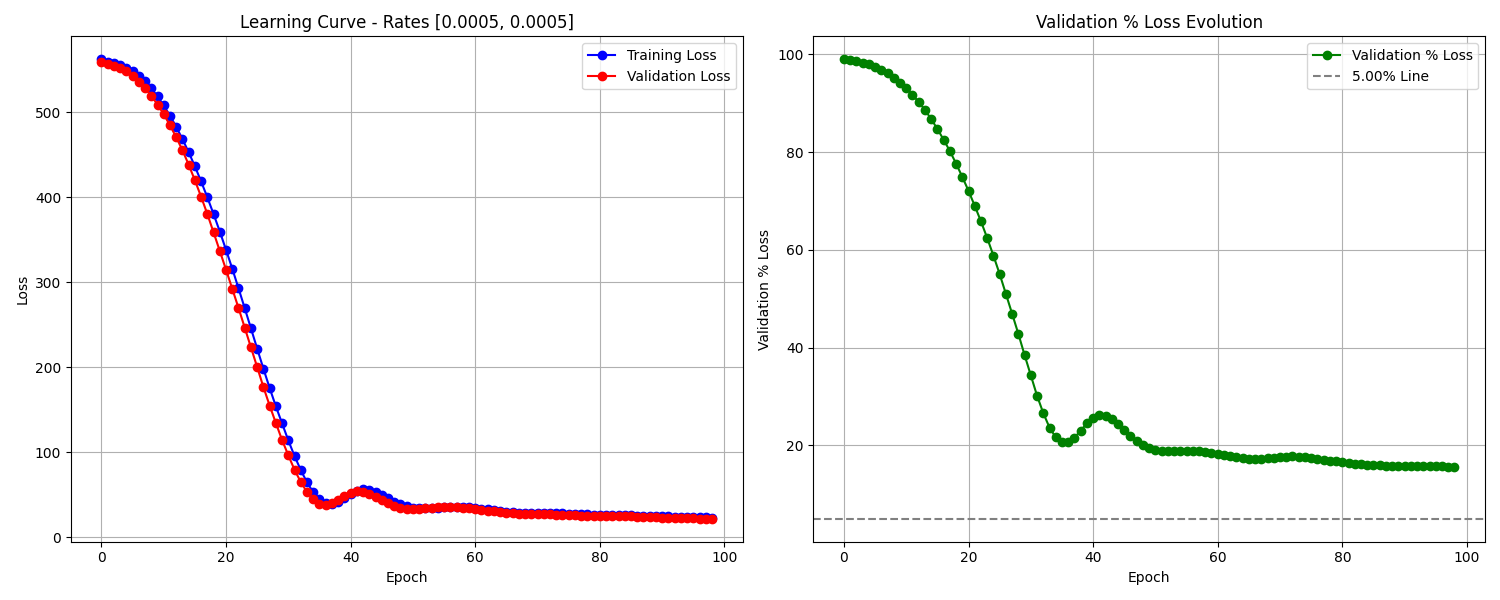 Learning Curve - Rates [0.0005, 0.0005]
Training Loss
Validation Loss
500
400
300
200
100
0
Loss
0 20 40 60 80 100
Epoch
Validation % Loss Evolution
Validation % Loss
5.00% Line
100
80
60
40
20
Validation % Loss
0 20 40 60 80 100
Epoch